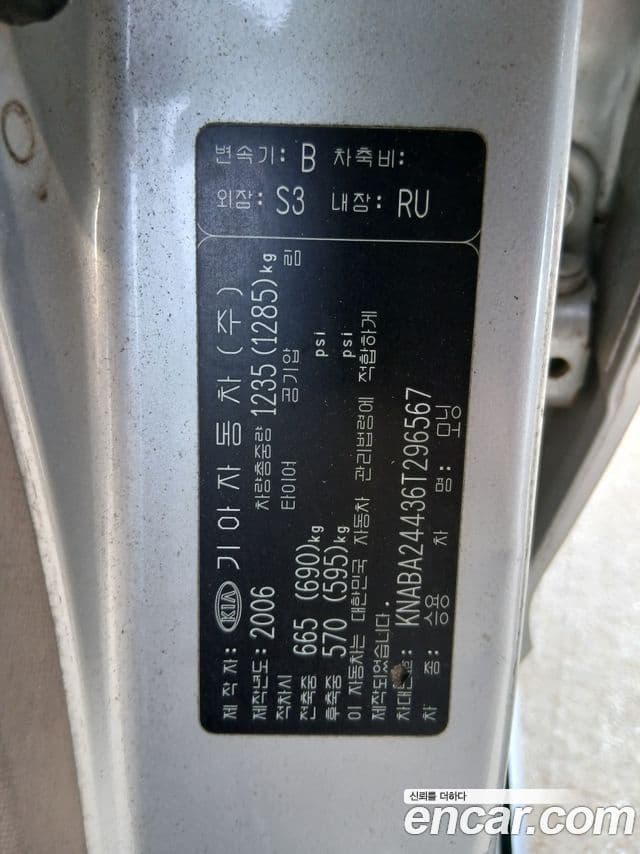 변속기: B 차축비:
외장: S3 내장: RU
제작자: KIA 기아자동차(주)
제작년도: 2006 차량총중량 1235(1285)kg
적차시 타이어 공기압 림
전축중 665 (690)kg psi
후축중 570 (595)kg psi
이 자동차는 대한민국 자동차 관리법령에 적합하게
제작되었습니다.
차대번호: KNABA24436T296567
차 종: 승용 차 명: 모닝
신뢰를 더하다
encar.com